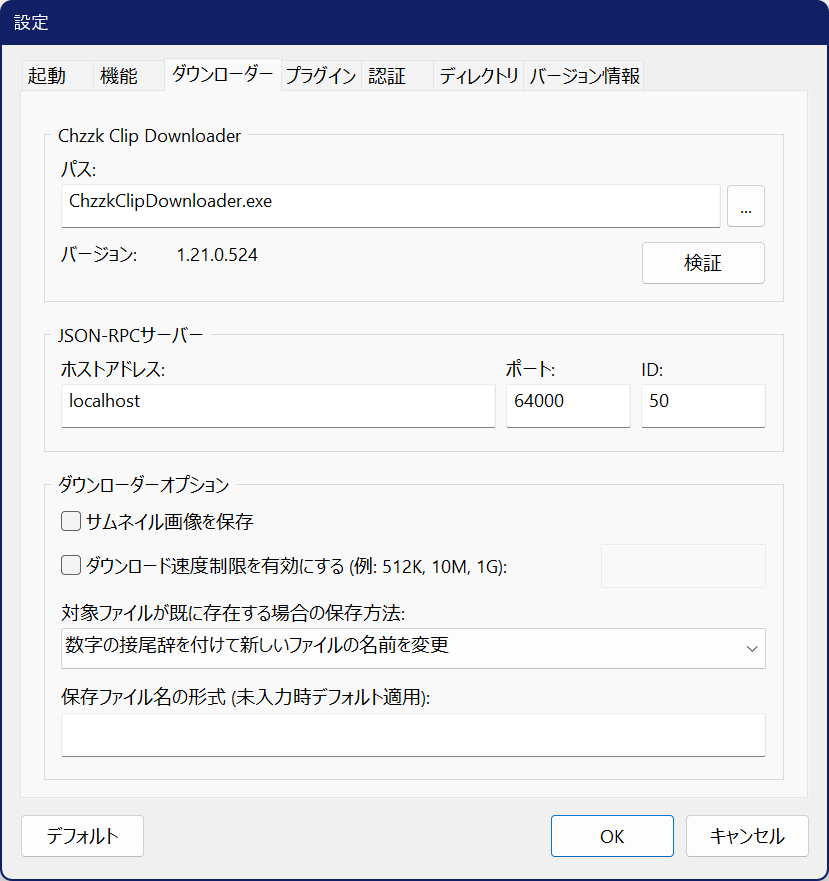 設定
起動 機能 ダウンローダー プラグイン 認証 ディレクトリ バージョン情報
Chzzk Clip Downloader
パス:
ChzzkClipDownloader.exe ...
バージョン: 1.21.0.524 検証
JSON-RPCサーバー
ホストアドレス: ポート: ID:
localhost 64000 50
ダウンローダーオプション
サムネイル画像を保存
ダウンロード速度制限を有効にする (例: 512K, 10M, 1G):
対象ファイルが既に存在する場合の保存方法:
数字の接尾辞を付けて新しいファイルの名前を変更
保存ファイル名の形式 (未入力時デフォルト適用):
デフォルト OK キャンセル